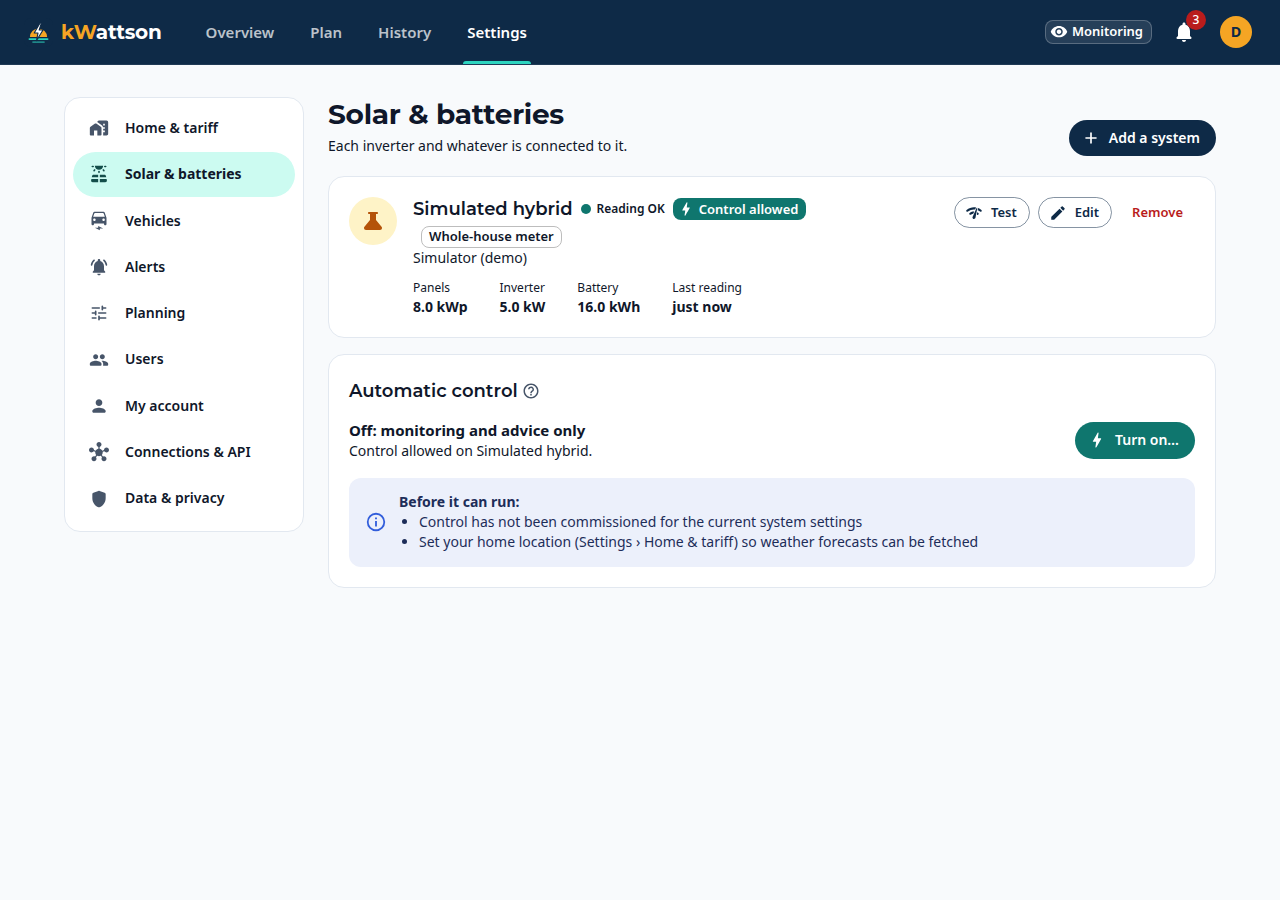 kWattson
Overview
Plan
History
Settings
Monitoring
3
D
Home & tariff
Solar & batteries
Vehicles
Alerts
Planning
Users
My account
Connections & API
Data & privacy
Solar & batteries
Each inverter and whatever is connected to it.
Add a system
Simulated hybrid
Reading OK
Control allowed
Whole-house meter
Simulator (demo)
Test
Edit
Remove
Panels
8.0 kWp
Inverter
5.0 kW
Battery
16.0 kWh
Last reading
just now
Automatic control
Off: monitoring and advice only
Control allowed on Simulated hybrid.
Turn on...
Before it can run:
Control has not been commissioned for the current system settings
Set your home location (Settings › Home & tariff) so weather forecasts can be fetched